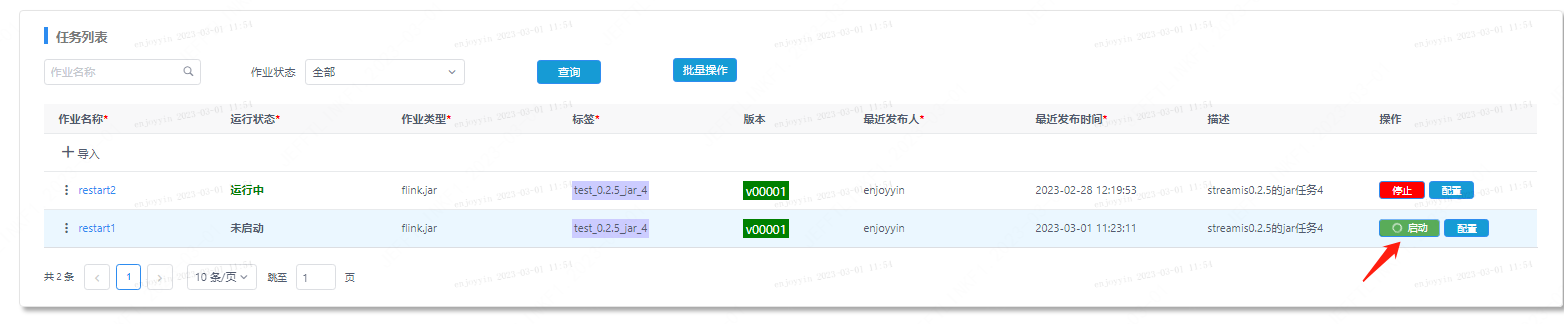 任务列表
作业名称 作业状态 全部 查询 批量操作
作业名称* 运行状态* 作业类型* 标签* 版本 最近发布人* 最近发布时间* 描述 操作
导入
restart2 运行中 flink.jar test_0.2.5_jar_4 v00001 enjoyyin 2023-02-28 12:19:53 streamis0.2.5的jar任务4 停止 配置
restart1 未启动 flink.jar test_0.2.5_jar_4 v00001 enjoyyin 2023-03-01 11:23:11 streamis0.2.5的jar任务4 启动 配置
共 2 条 1 10 条/页 跳至 1 页